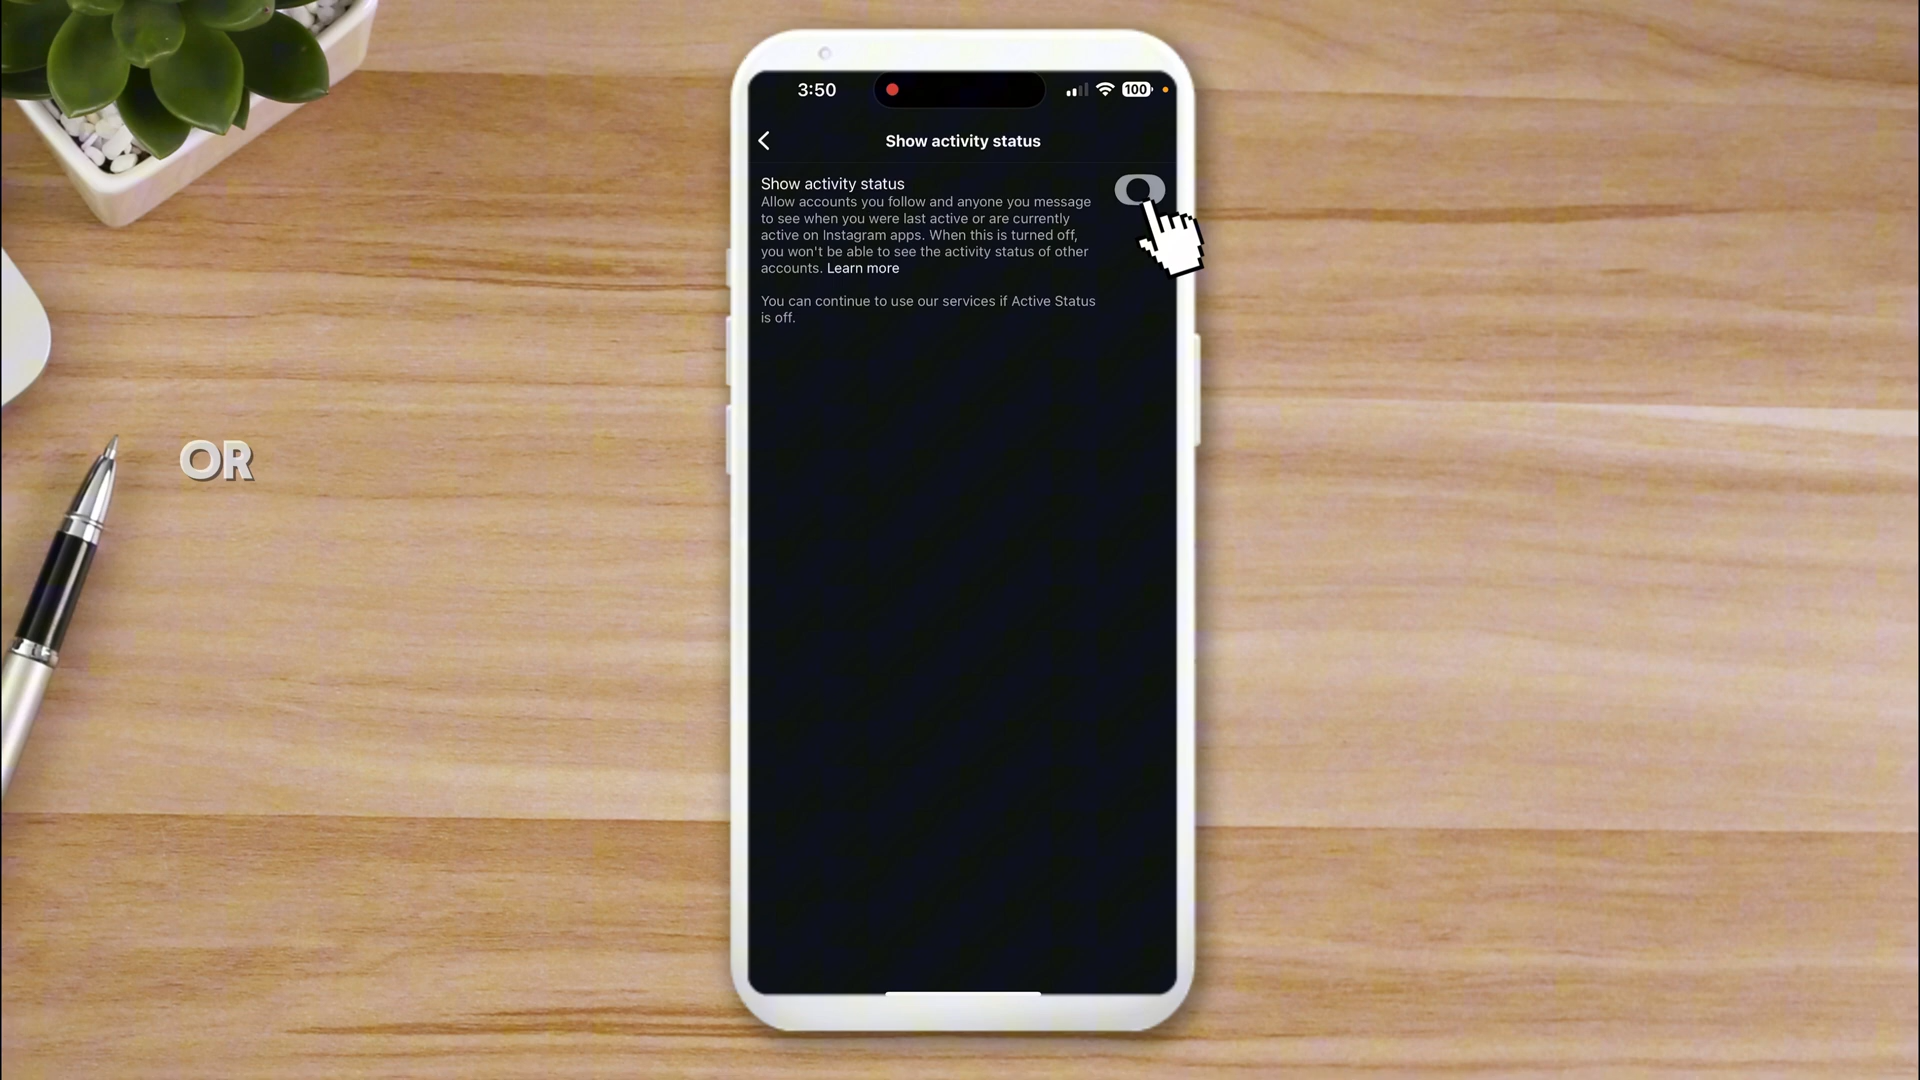 3:50
100
Show activity status
Show activity status
Allow accounts you follow and anyone you message
to see when you were last active or are currently
active on Instagram apps. When this is turned off,
you won't be able to see the activity status of other
accounts. Learn more
You can continue to use our services if Active Status
is off.
OR